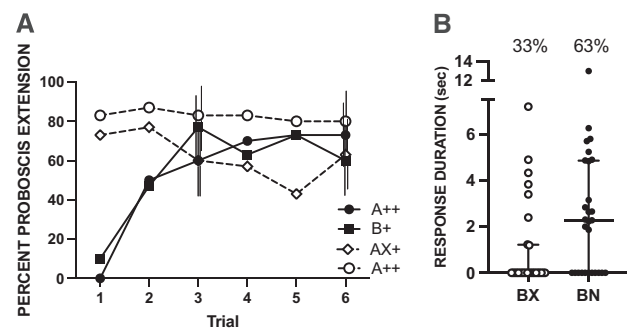 A
PERCENT PROBOSCIS EXTENSION
100
80
60
40
20
0
1 2 3 4 5 6
Trial
A++
B+
AX+
A++
B
33% 63%
RESPONSE DURATION (sec)
14
12
6
4
2
0
BX BN